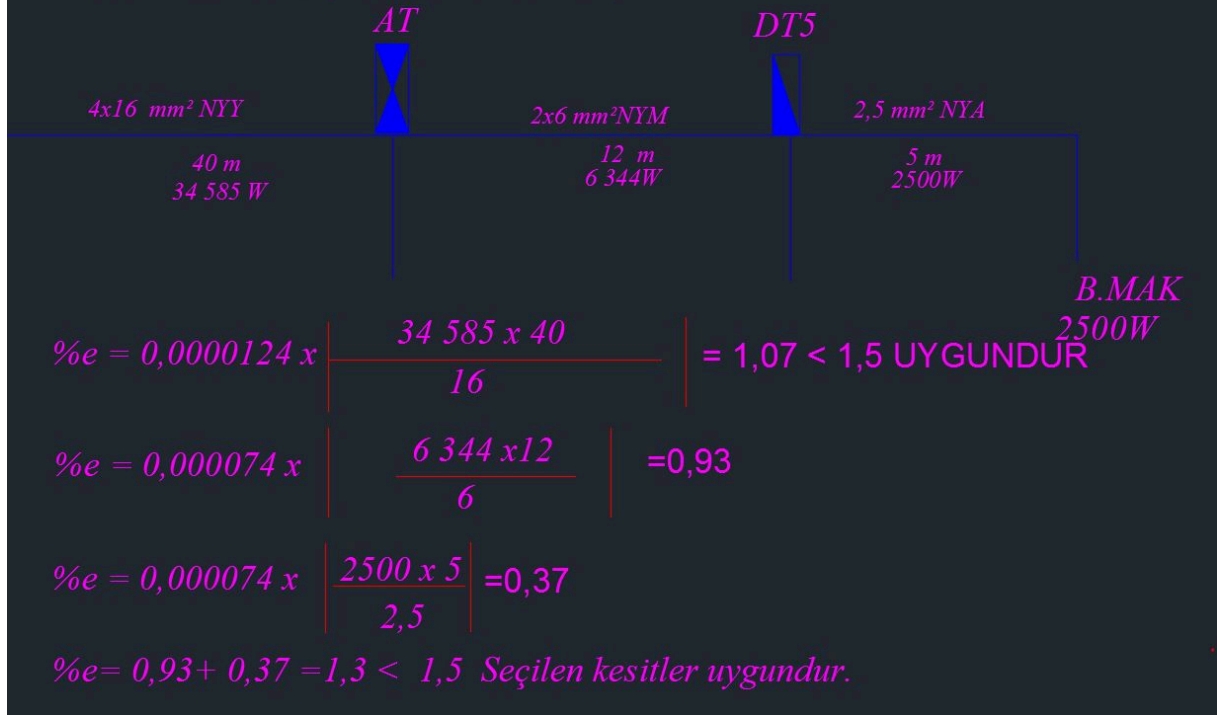 AT
DT5
4x16 mm² NYY
2x6 mm²NYM
2,5 mm² NYA
40 m
34 585 W
12 m
6 344W
5 m
2500W
B.MAK
2500W
%e = 0,0000124 x | 34 585 x 40 / 16 | = 1,07 < 1,5 UYGUNDUR
%e = 0,000074 x | 6 344 x12 / 6 | =0,93
%e = 0,000074 x | 2500 x 5 / 2,5 | =0,37
%e= 0,93+ 0,37 =1,3 < 1,5 Seçilen kesitler uygundur.